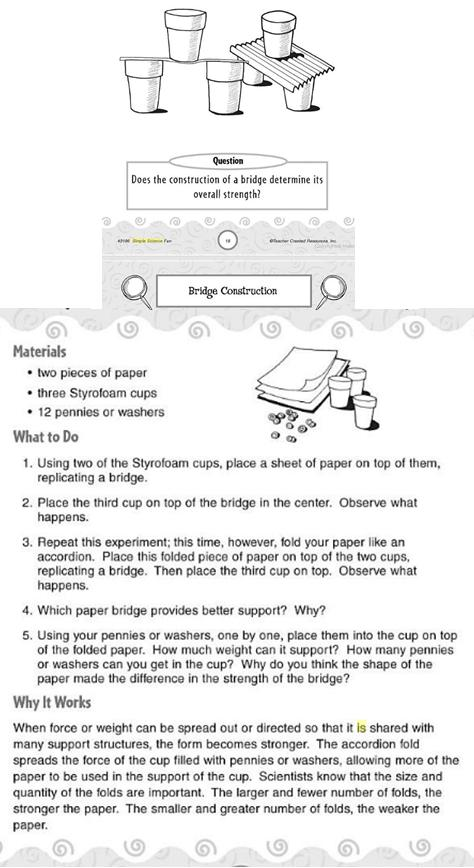 Question
Does the construction of a bridge determine its
overall strength?
#3186 Simple Science Fun
18
©Teacher Created Resources, Inc.
Bridge Construction
Materials
• two pieces of paper
• three Styrofoam cups
• 12 pennies or washers
What to Do
1. Using two of the Styrofoam cups, place a sheet of paper on top of them,
replicating a bridge.
2. Place the third cup on top of the bridge in the center. Observe what
happens.
3. Repeat this experiment; this time, however, fold your paper like an
accordion. Place this folded piece of paper on top of the two cups,
replicating a bridge. Then place the third cup on top. Observe what
happens.
4. Which paper bridge provides better support? Why?
5. Using your pennies or washers, one by one, place them into the cup on top
of the folded paper. How much weight can it support? How many pennies
or washers can you get in the cup? Why do you think the shape of the
paper made the difference in the strength of the bridge?
Why It Works
When force or weight can be spread out or directed so that it is shared with
many support structures, the form becomes stronger. The accordion fold
spreads the force of the cup filled with pennies or washers, allowing more of the
paper to be used in the support of the cup. Scientists know that the size and
quantity of the folds are important. The larger and fewer number of folds, the
stronger the paper. The smaller and greater number of folds, the weaker the
paper.